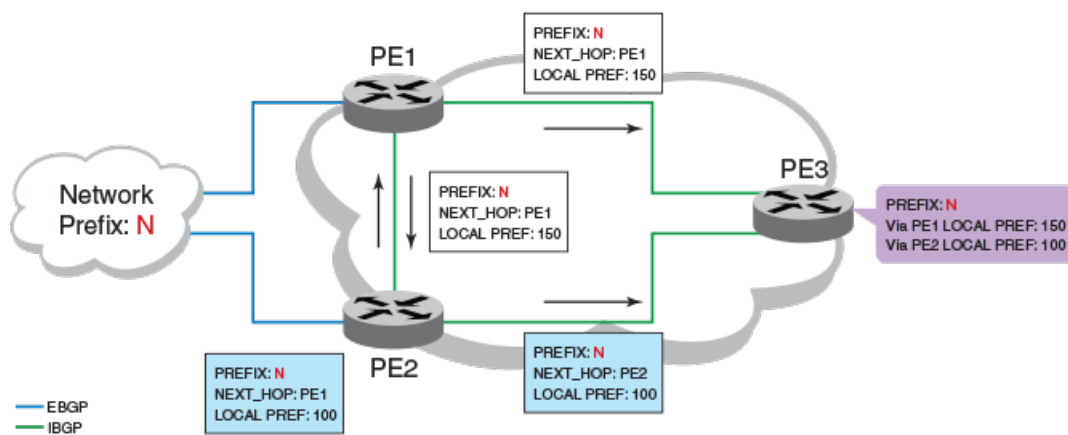 PREFIX: N
NEXT_HOP: PE1
LOCAL PREF: 150
PE1
Network
Prefix: N
PREFIX: N
NEXT_HOP: PE1
LOCAL PREF: 150
PE3
PREFIX: N
Via PE1 LOCAL PREF: 150
Via PE2 LOCAL PREF: 100
PE2
PREFIX: N
NEXT_HOP: PE1
LOCAL PREF: 100
PREFIX: N
NEXT_HOP: PE2
LOCAL PREF: 100
EBGP
IBGP